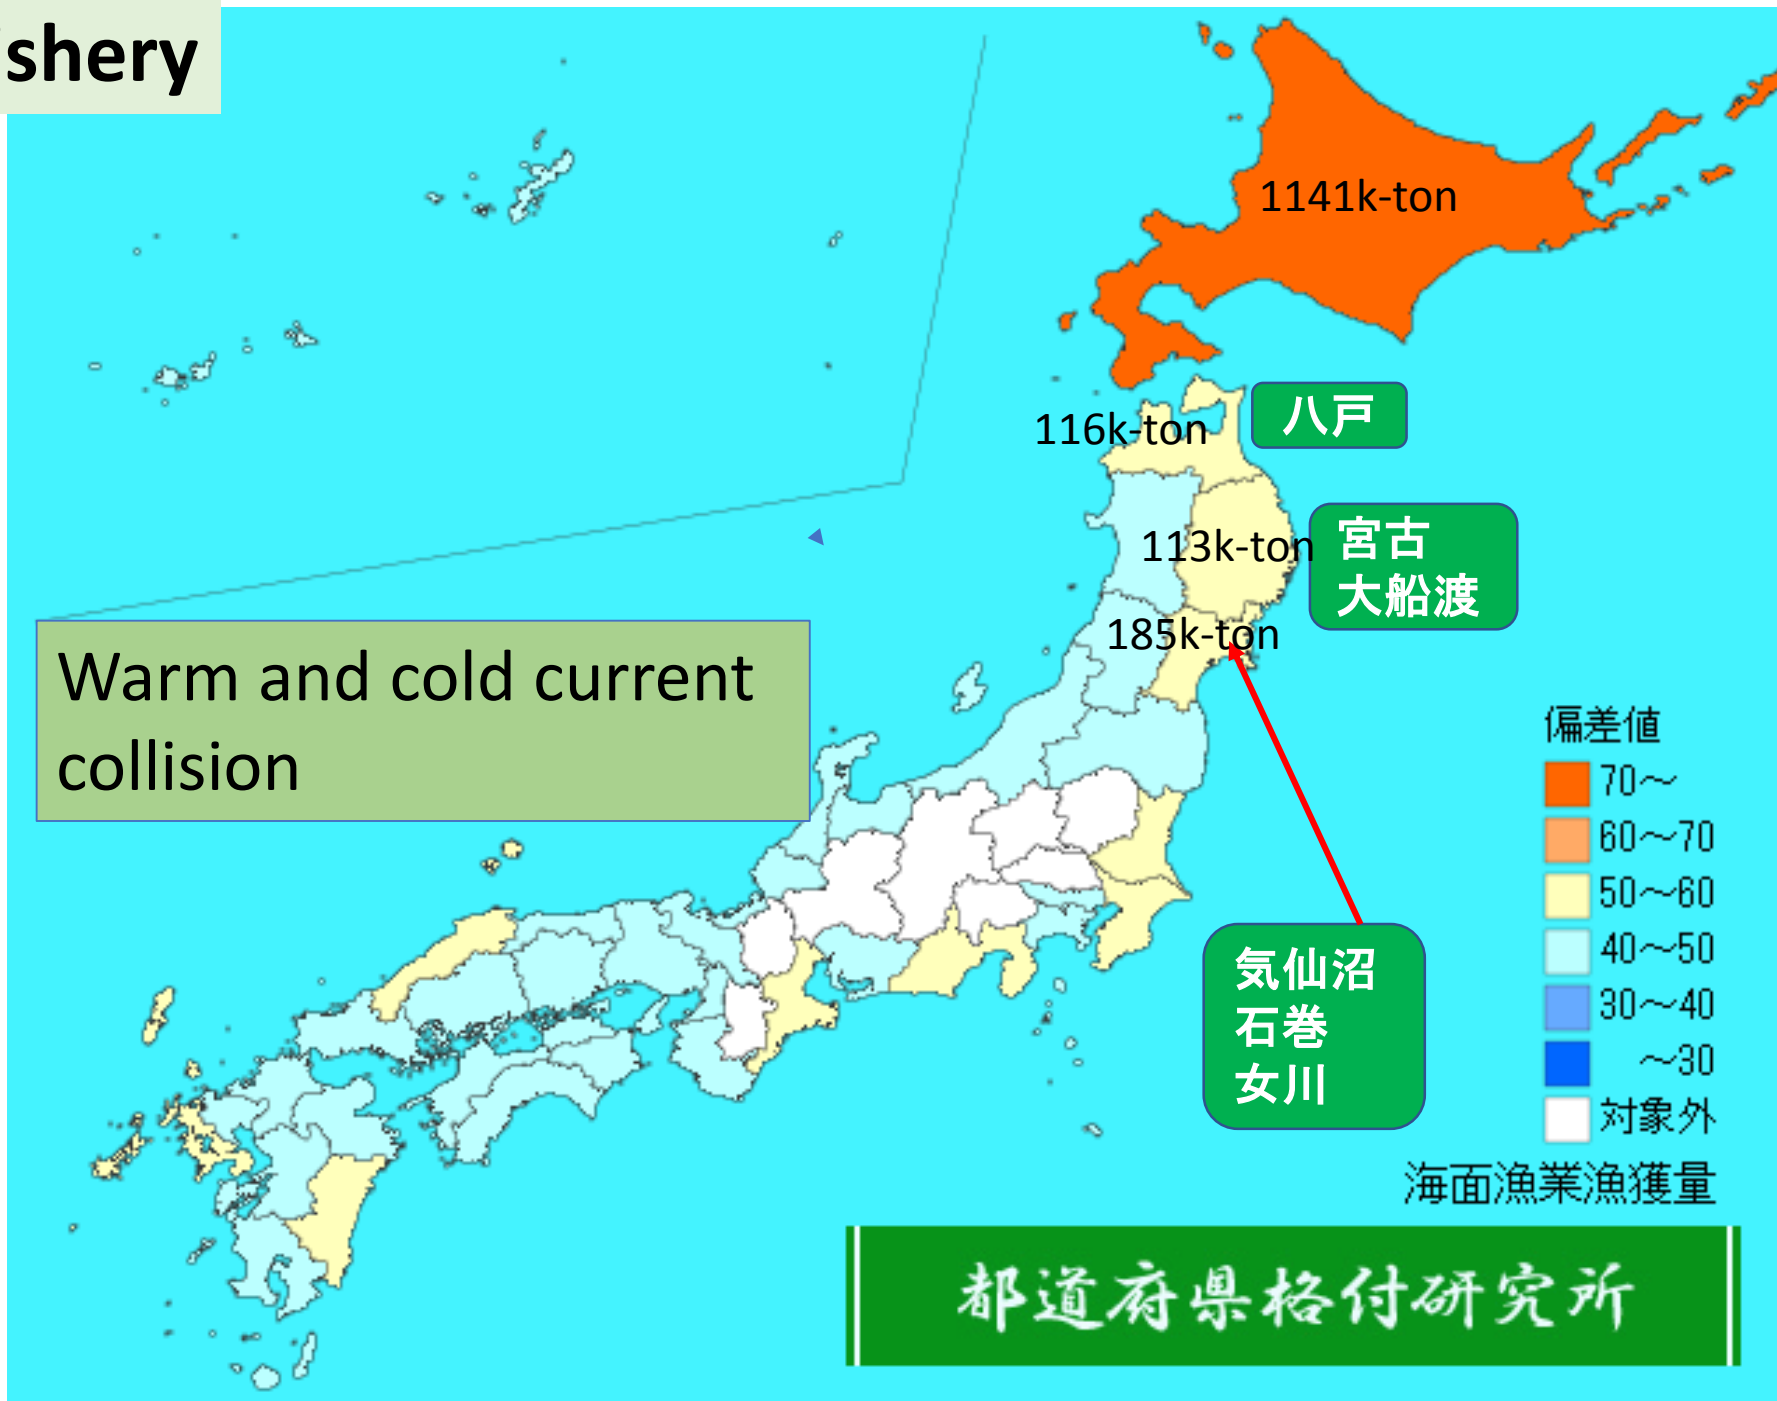 shery
1141k-ton
116k-ton
八戸
113k-ton
宮古
大船渡
185k-ton
Warm and cold current
collision
偏差値
70～
60～70
50～60
40～50
30～40
～30
対象外
気仙沼
石巻
女川
海面漁業漁獲量
都道府県格付研究所